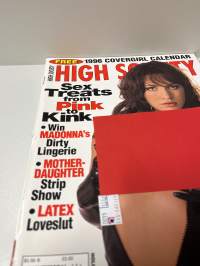 FREE 1996 COVERGIRL CALENDAR
HIGH SOCIETY
Sex
Treats
from
Pink
to
Kink
• Win
MADONNA'S
Dirty
Lingerie
• MOTHER-
DAUGHTER
Strip
Show
• LATEX
Loveslut